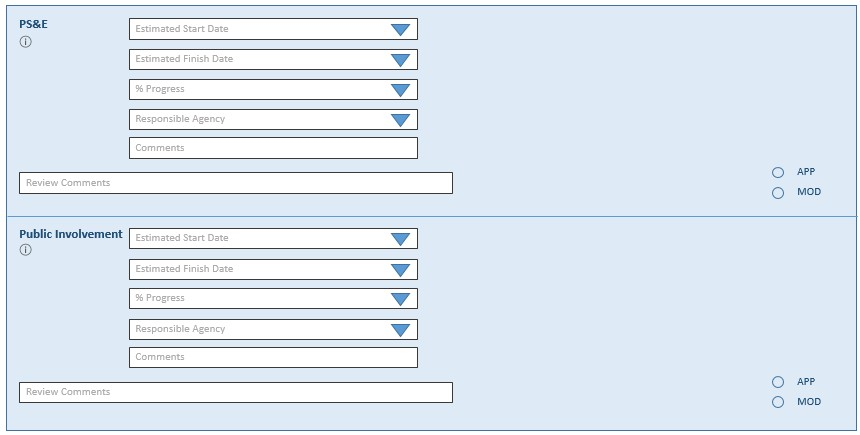 PS&E
Estimated Start Date
Estimated Finish Date
% Progress
Responsible Agency
Comments
Review Comments
APP
MOD
Public Involvement
Estimated Start Date
Estimated Finish Date
% Progress
Responsible Agency
Comments
Review Comments
APP
MOD